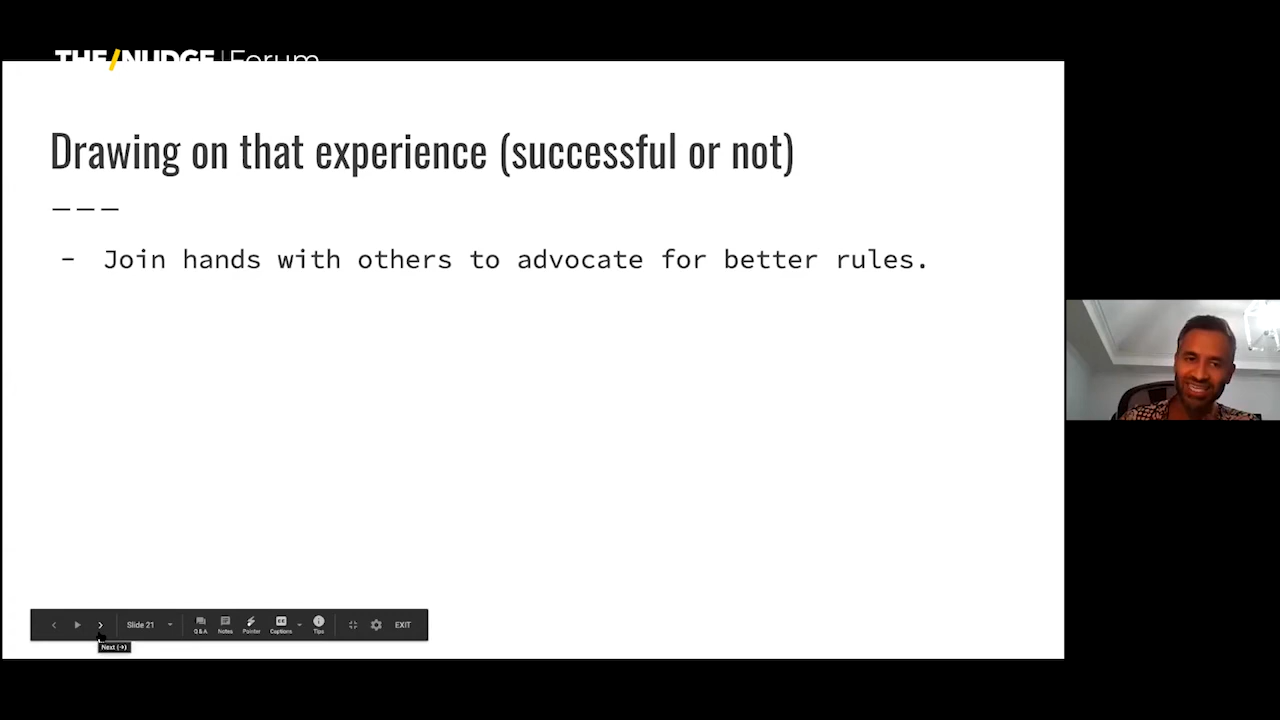 THE/NUDGE | Forum
Drawing on that experience (successful or not)
- Join hands with others to advocate for better rules.
Slide 21
Q&A
Notes
Pointer
Captions
Tips
EXIT
Next (→)